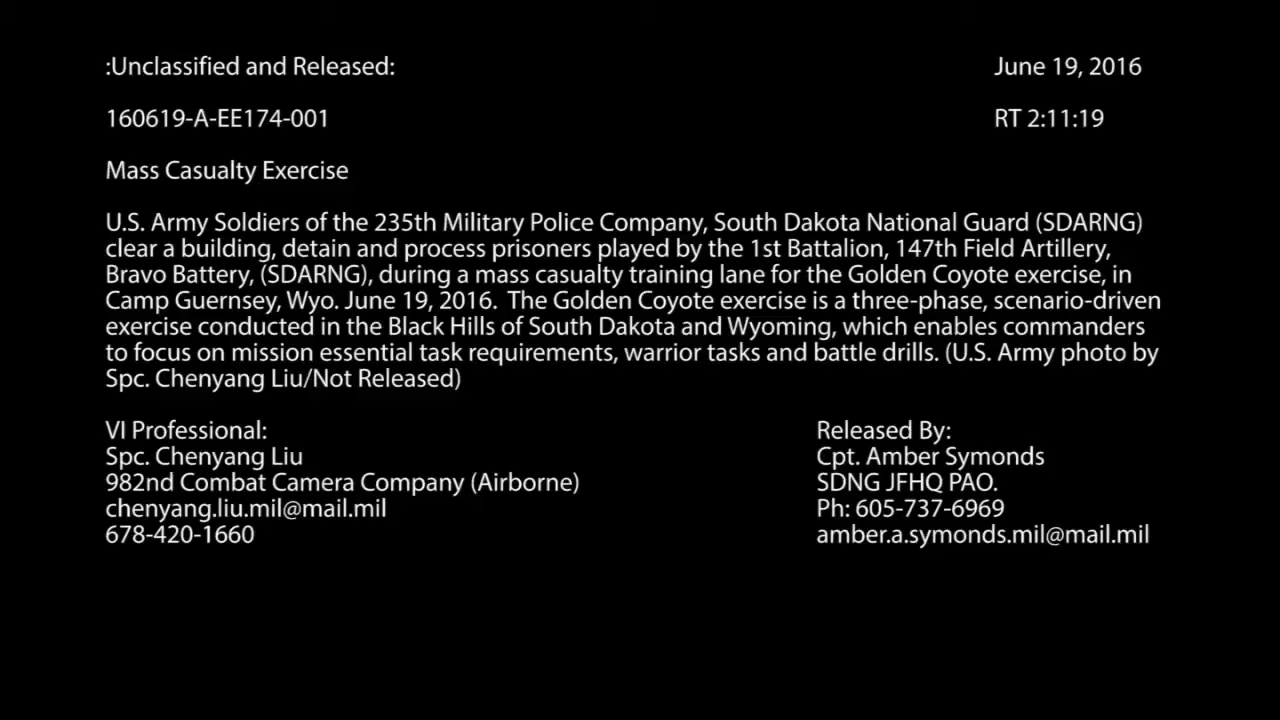 :Unclassified and Released:
June 19, 2016
160619-A-EE174-001
RT 2:11:19
Mass Casualty Exercise
U.S. Army Soldiers of the 235th Military Police Company, South Dakota National Guard (SDARNG)
clear a building, detain and process prisoners played by the 1st Battalion, 147th Field Artillery,
Bravo Battery, (SDARNG), during a mass casualty training lane for the Golden Coyote exercise, in
Camp Guernsey, Wyo. June 19, 2016.  The Golden Coyote exercise is a three-phase, scenario-driven
exercise conducted in the Black Hills of South Dakota and Wyoming, which enables commanders
to focus on mission essential task requirements, warrior tasks and battle drills. (U.S. Army photo by
Spc. Chenyang Liu/Not Released)
VI Professional:
Spc. Chenyang Liu
982nd Combat Camera Company (Airborne)
chenyang.liu.mil@mail.mil
678-420-1660
Released By:
Cpt. Amber Symonds
SDNG JFHQ PAO.
Ph: 605-737-6969
amber.a.symonds.mil@mail.mil